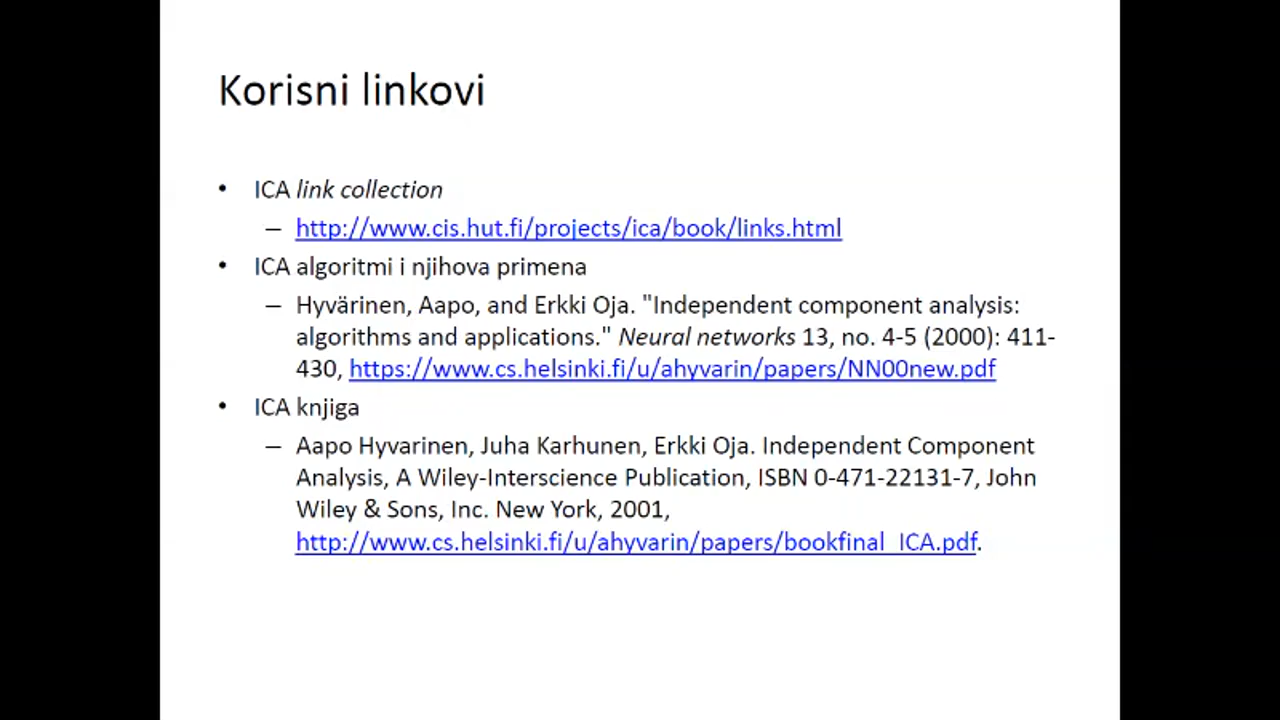 Korisni linkovi
• ICA link collection
– http://www.cis.hut.fi/projects/ica/book/links.html
• ICA algoritmi i njihova primena
– Hyvärinen, Aapo, and Erkki Oja. "Independent component analysis:
algorithms and applications." Neural networks 13, no. 4-5 (2000): 411-
430, https://www.cs.helsinki.fi/u/ahyvarin/papers/NN00new.pdf
• ICA knjiga
– Aapo Hyvarinen, Juha Karhunen, Erkki Oja. Independent Component
Analysis, A Wiley-Interscience Publication, ISBN 0-471-22131-7, John
Wiley & Sons, Inc. New York, 2001,
http://www.cs.helsinki.fi/u/ahyvarin/papers/bookfinal_ICA.pdf.